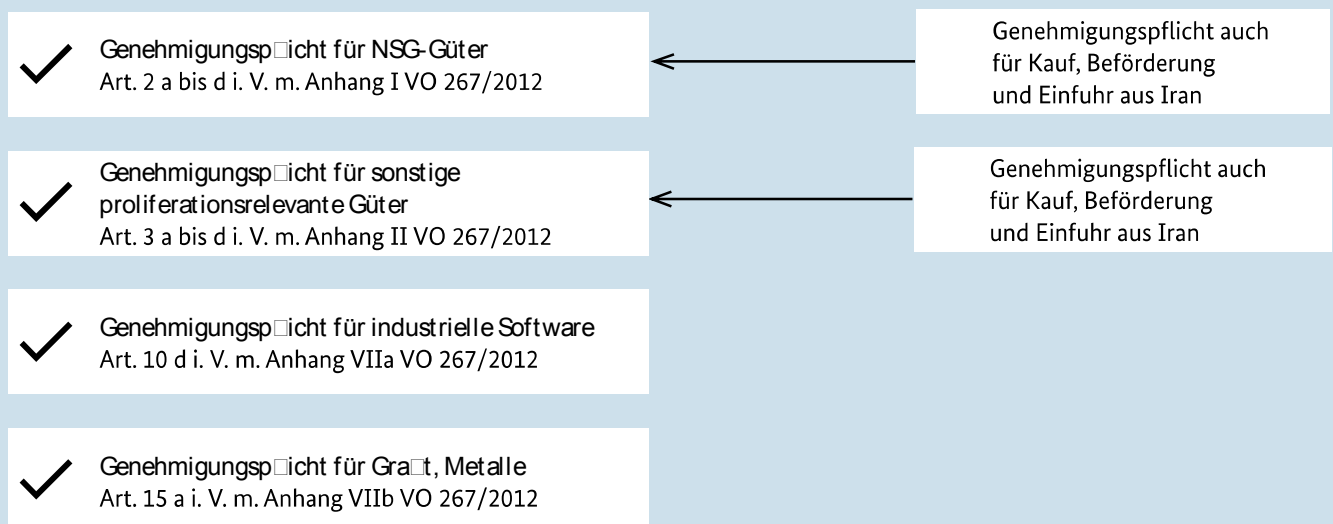 Genehmigungsp□icht für NSG-Güter
Art. 2 a bis d i. V. m. Anhang I VO 267/2012
Genehmigungspflicht auch
für Kauf, Beförderung
und Einfuhr aus Iran
Genehmigungsp□icht für sonstige
proliferationsrelevante Güter
Art. 3 a bis d i. V. m. Anhang II VO 267/2012
Genehmigungspflicht auch
für Kauf, Beförderung
und Einfuhr aus Iran
Genehmigungsp□icht für industrielle Software
Art. 10 d i. V. m. Anhang VIIa VO 267/2012
Genehmigungsp□icht für Gra□t, Metalle
Art. 15 a i. V. m. Anhang VIIb VO 267/2012